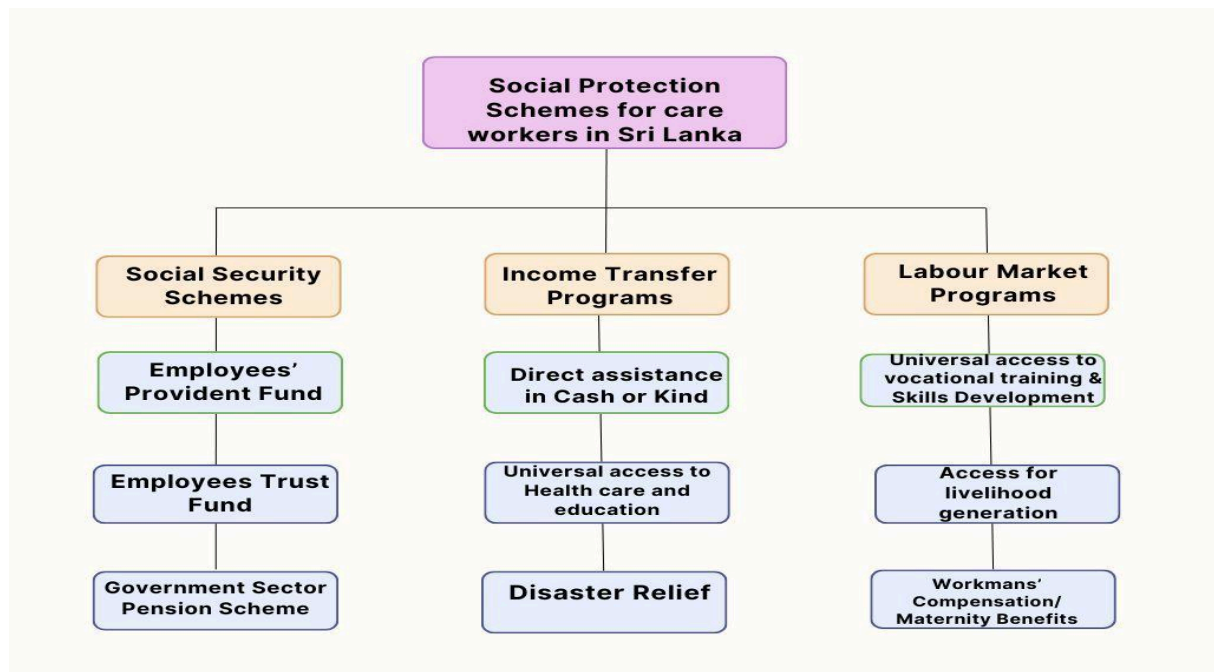 Social Protection
Schemes for care
workers in Sri Lanka
Social Security
Schemes
Income Transfer
Programs
Labour Market
Programs
Employees’
Provident Fund
Direct assistance
in Cash or Kind
Universal access to
vocational training &
Skills Development
Employees Trust
Fund
Universal access to
Health care and
education
Access for
livelihood
generation
Government Sector
Pension Scheme
Disaster Relief
Workmans’
Compensation/
Maternity Benefits